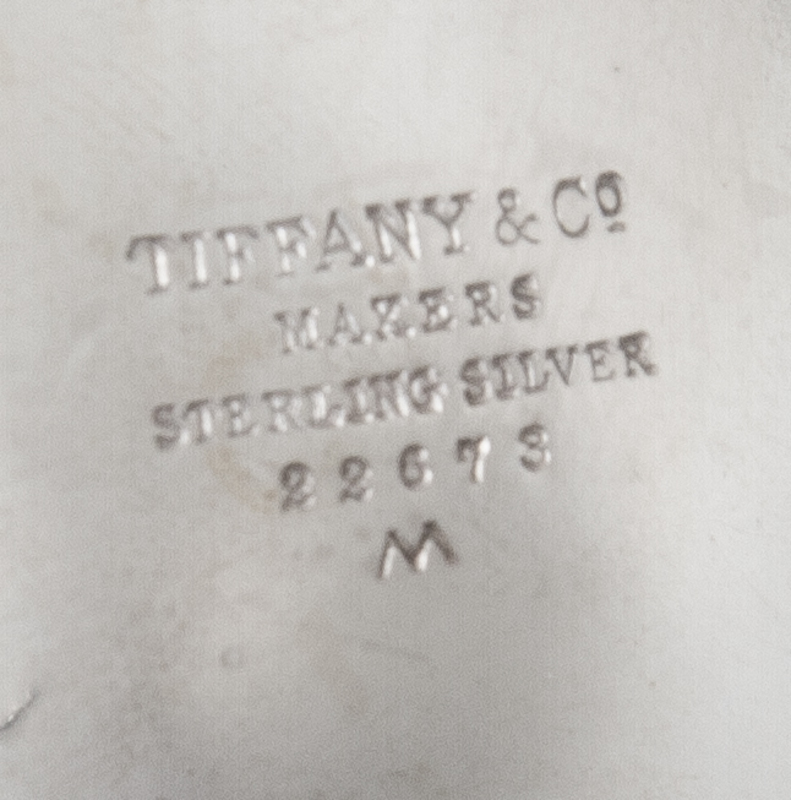 TIFFANY & Cº
MAKERS
STERLING SILVER
22673
M